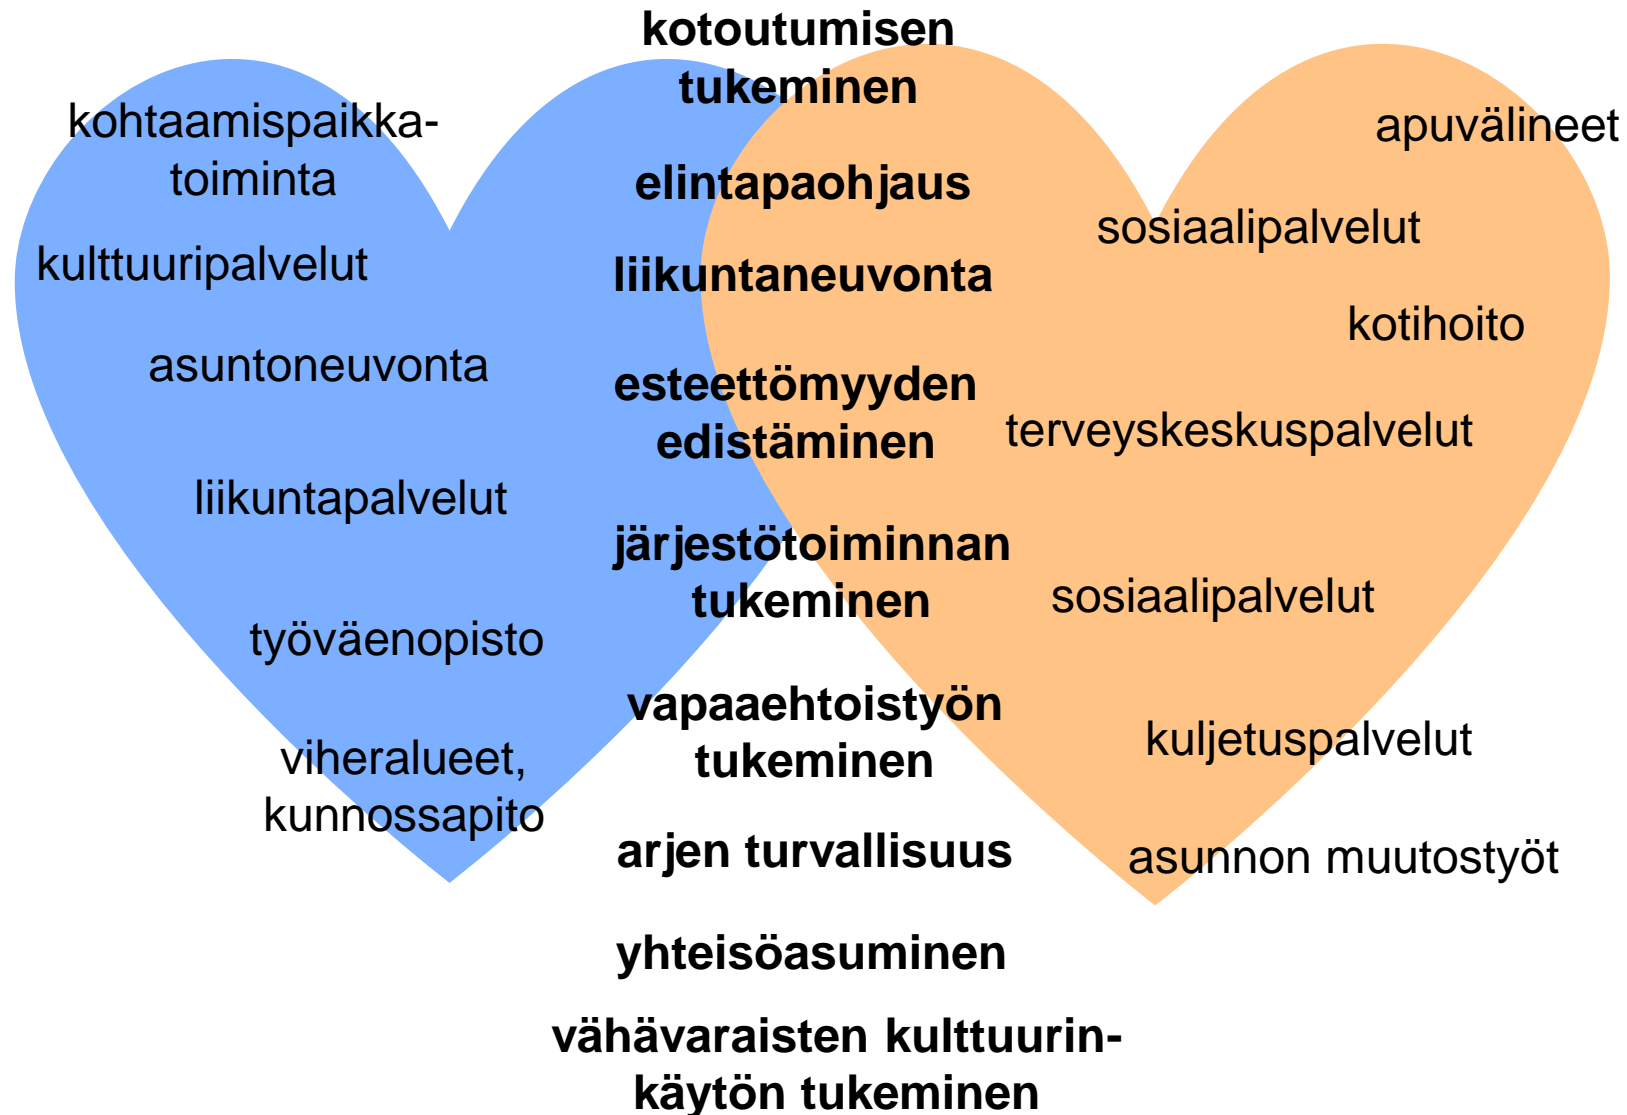 kohtaamispaikka-
toiminta
kulttuuripalvelut
asuntoneuvonta
liikuntapalvelut
työväenopisto
viheralueet,
kunnossapito
kotoutumisen
tukeminen
elintapaohjaus
liikuntaneuvonta
esteettömyyden
edistäminen
järjestötoiminnan
tukeminen
vapaaehtoistyön
tukeminen
arjen turvallisuus
yhteisöasuminen
vähävaraisten kulttuurin-
käytön tukeminen
apuvälineet
sosiaalipalvelut
kotihoito
terveyskeskuspalvelut
sosiaalipalvelut
kuljetuspalvelut
asunnon muutostyöt